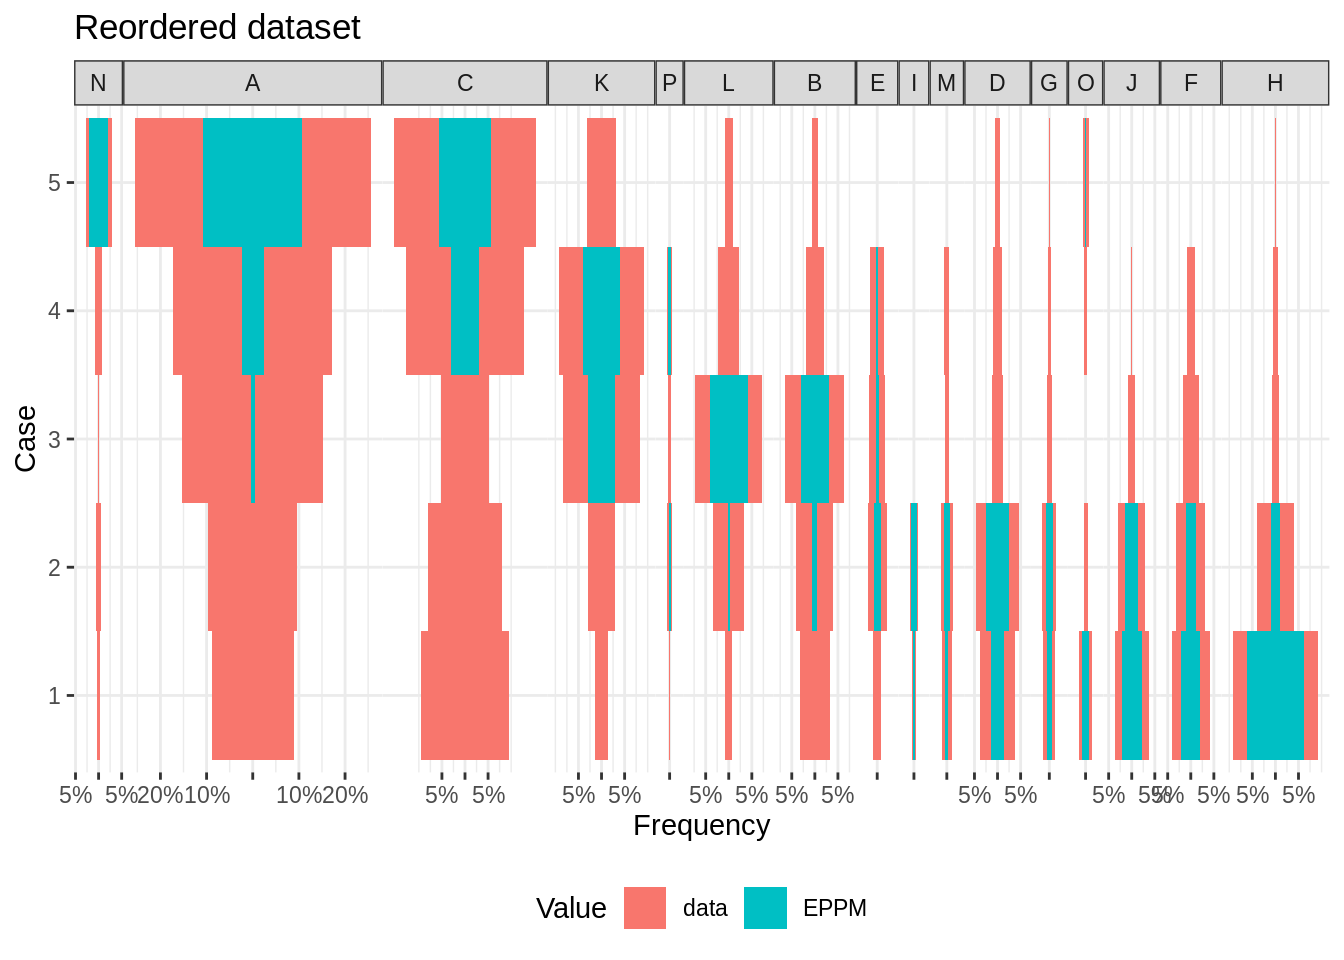 Reordered dataset
N A C K P L B E I M D G O J F H
5
4
3
2
1
Case
5% 5% 20% 10% 10% 20% 5% 5% 5% 5% 5% 5% 5% 5% 5% 5% 5% 5% 5% 5% 5% 5%
Frequency
Value data EPPM